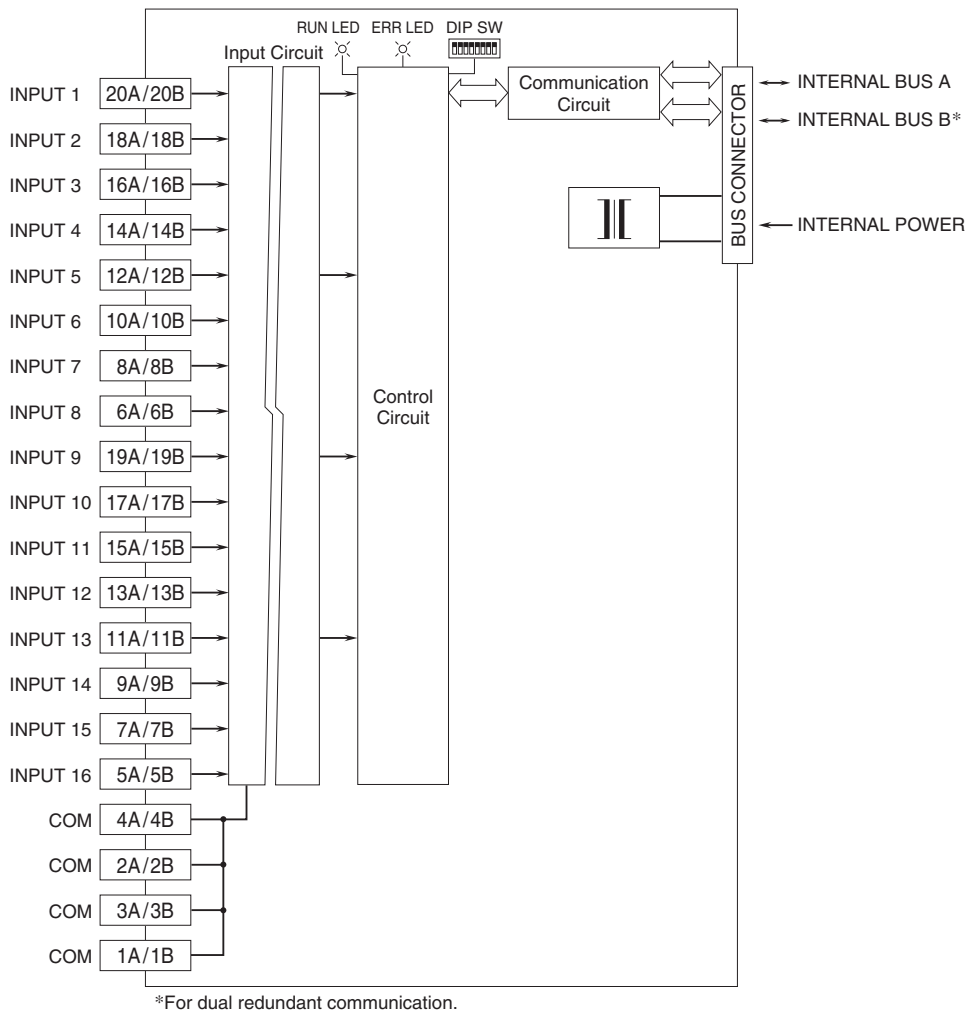 RUN LED ERR LED DIP SW
Input Circuit
INPUT 1 20A/20B
INPUT 2 18A/18B
INPUT 3 16A/16B
INPUT 4 14A/14B
INPUT 5 12A/12B
INPUT 6 10A/10B
INPUT 7 8A/8B
INPUT 8 6A/6B
INPUT 9 19A/19B
INPUT 10 17A/17B
INPUT 11 15A/15B
INPUT 12 13A/13B
INPUT 13 11A/11B
INPUT 14 9A/9B
INPUT 15 7A/7B
INPUT 16 5A/5B
COM 4A/4B
COM 2A/2B
COM 3A/3B
COM 1A/1B
Control
Circuit
Communication
Circuit
BUS CONNECTOR
INTERNAL BUS A
INTERNAL BUS B*
INTERNAL POWER
*For dual redundant communication.